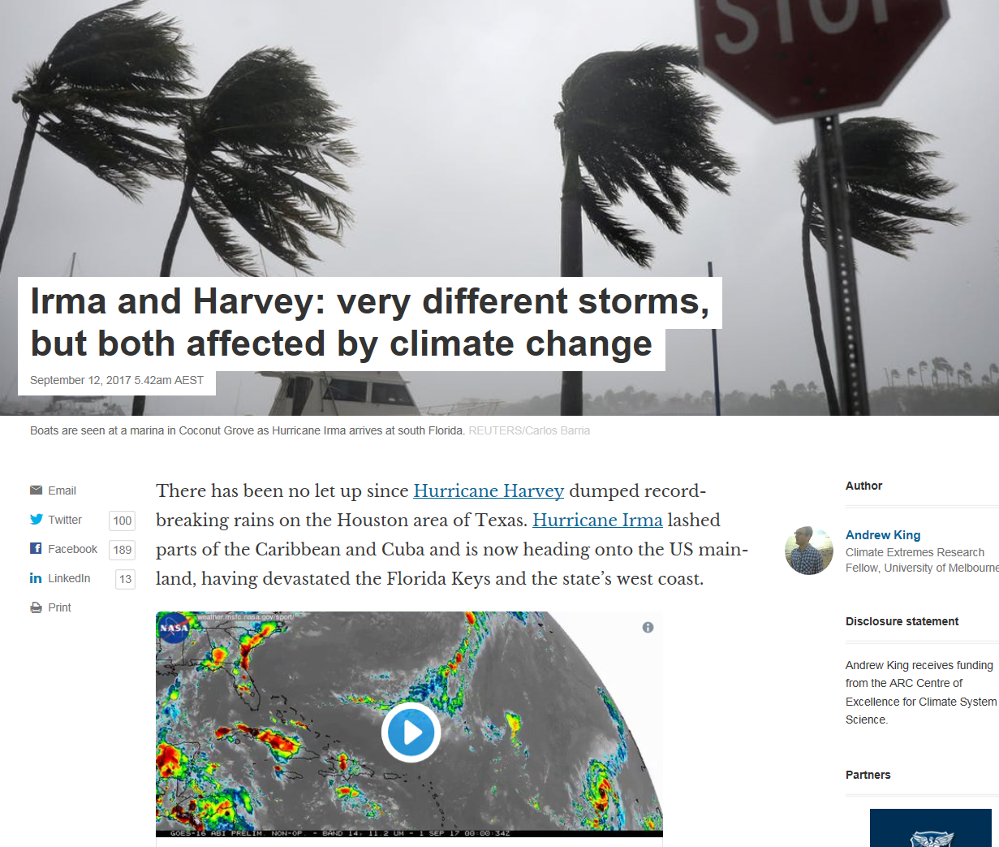 STOP
Irma and Harvey: very different storms,
but both affected by climate change
September 12, 2017 5.42am AEST
Boats are seen at a marina in Coconut Grove as Hurricane Irma arrives at south Florida. REUTERS/Carlos Barria
Email
Twitter 100
Facebook 189
LinkedIn 13
Print
There has been no let up since Hurricane Harvey dumped record-
breaking rains on the Houston area of Texas. Hurricane Irma lashed
parts of the Caribbean and Cuba and is now heading onto the US main-
land, having devastated the Florida Keys and the state’s west coast.
NASA
weather.msfc.nasa.gov/sport/
GOES-16 ABI PRELIM. NON-OP. - BAND 14, 11.2 UM - 1 SEP 17 00:00:34Z
Author
Andrew King
Climate Extremes Research
Fellow, University of Melbourne
Disclosure statement
Andrew King receives funding
from the ARC Centre of
Excellence for Climate System
Science.
Partners